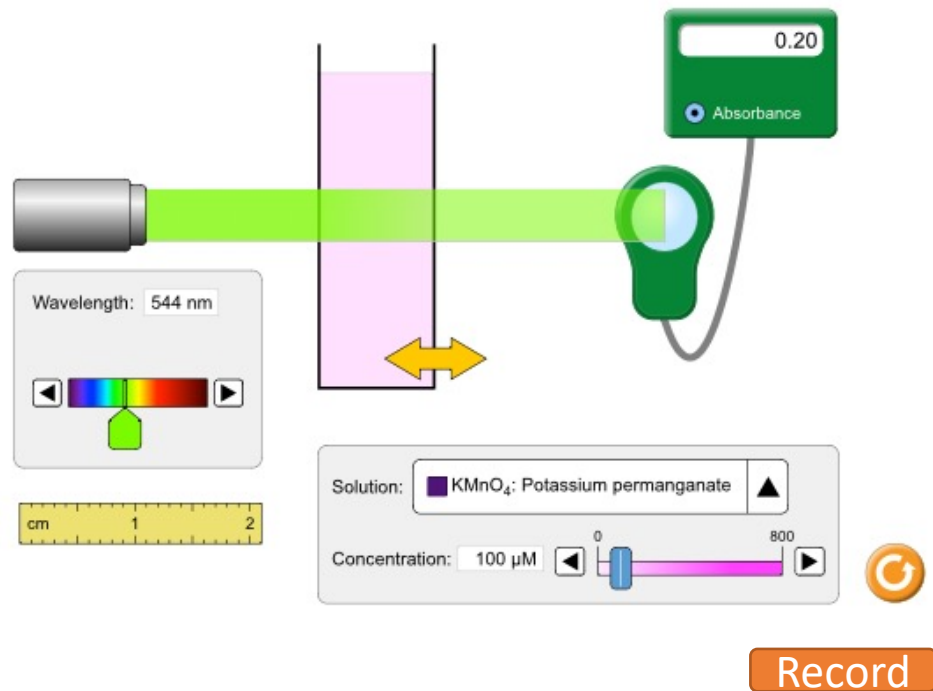 0.20
Absorbance
Wavelength: 544 nm
cm 1 2
Solution: KMnO₄: Potassium permanganate
0 800
Concentration: 100 µM
Record